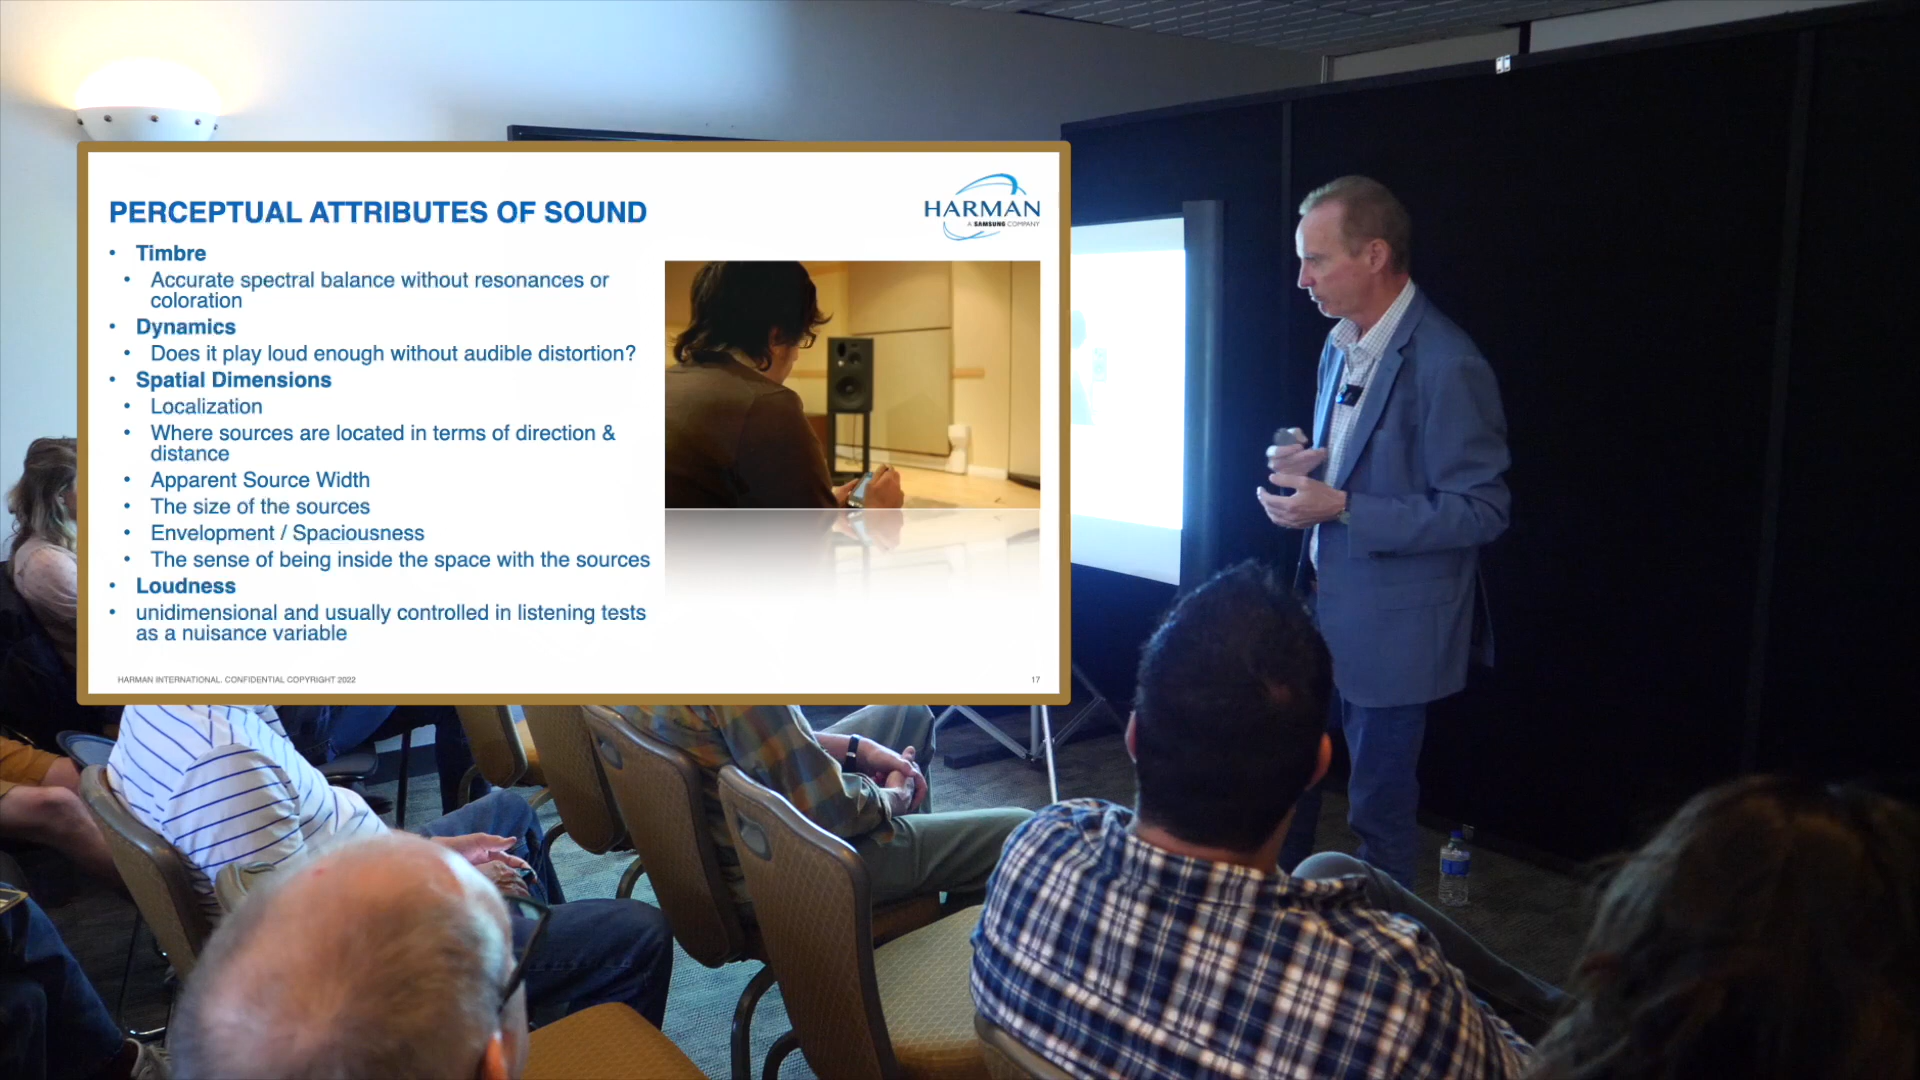 PERCEPTUAL ATTRIBUTES OF SOUND
HARMAN
A SAMSUNG COMPANY
• Timbre
• Accurate spectral balance without resonances or
coloration
• Dynamics
• Does it play loud enough without audible distortion?
• Spatial Dimensions
• Localization
• Where sources are located in terms of direction &
distance
• Apparent Source Width
• The size of the sources
• Envelopment / Spaciousness
• The sense of being inside the space with the sources
• Loudness
• unidimensional and usually controlled in listening tests
as a nuisance variable
HARMAN INTERNATIONAL. CONFIDENTIAL COPYRIGHT 2022
17